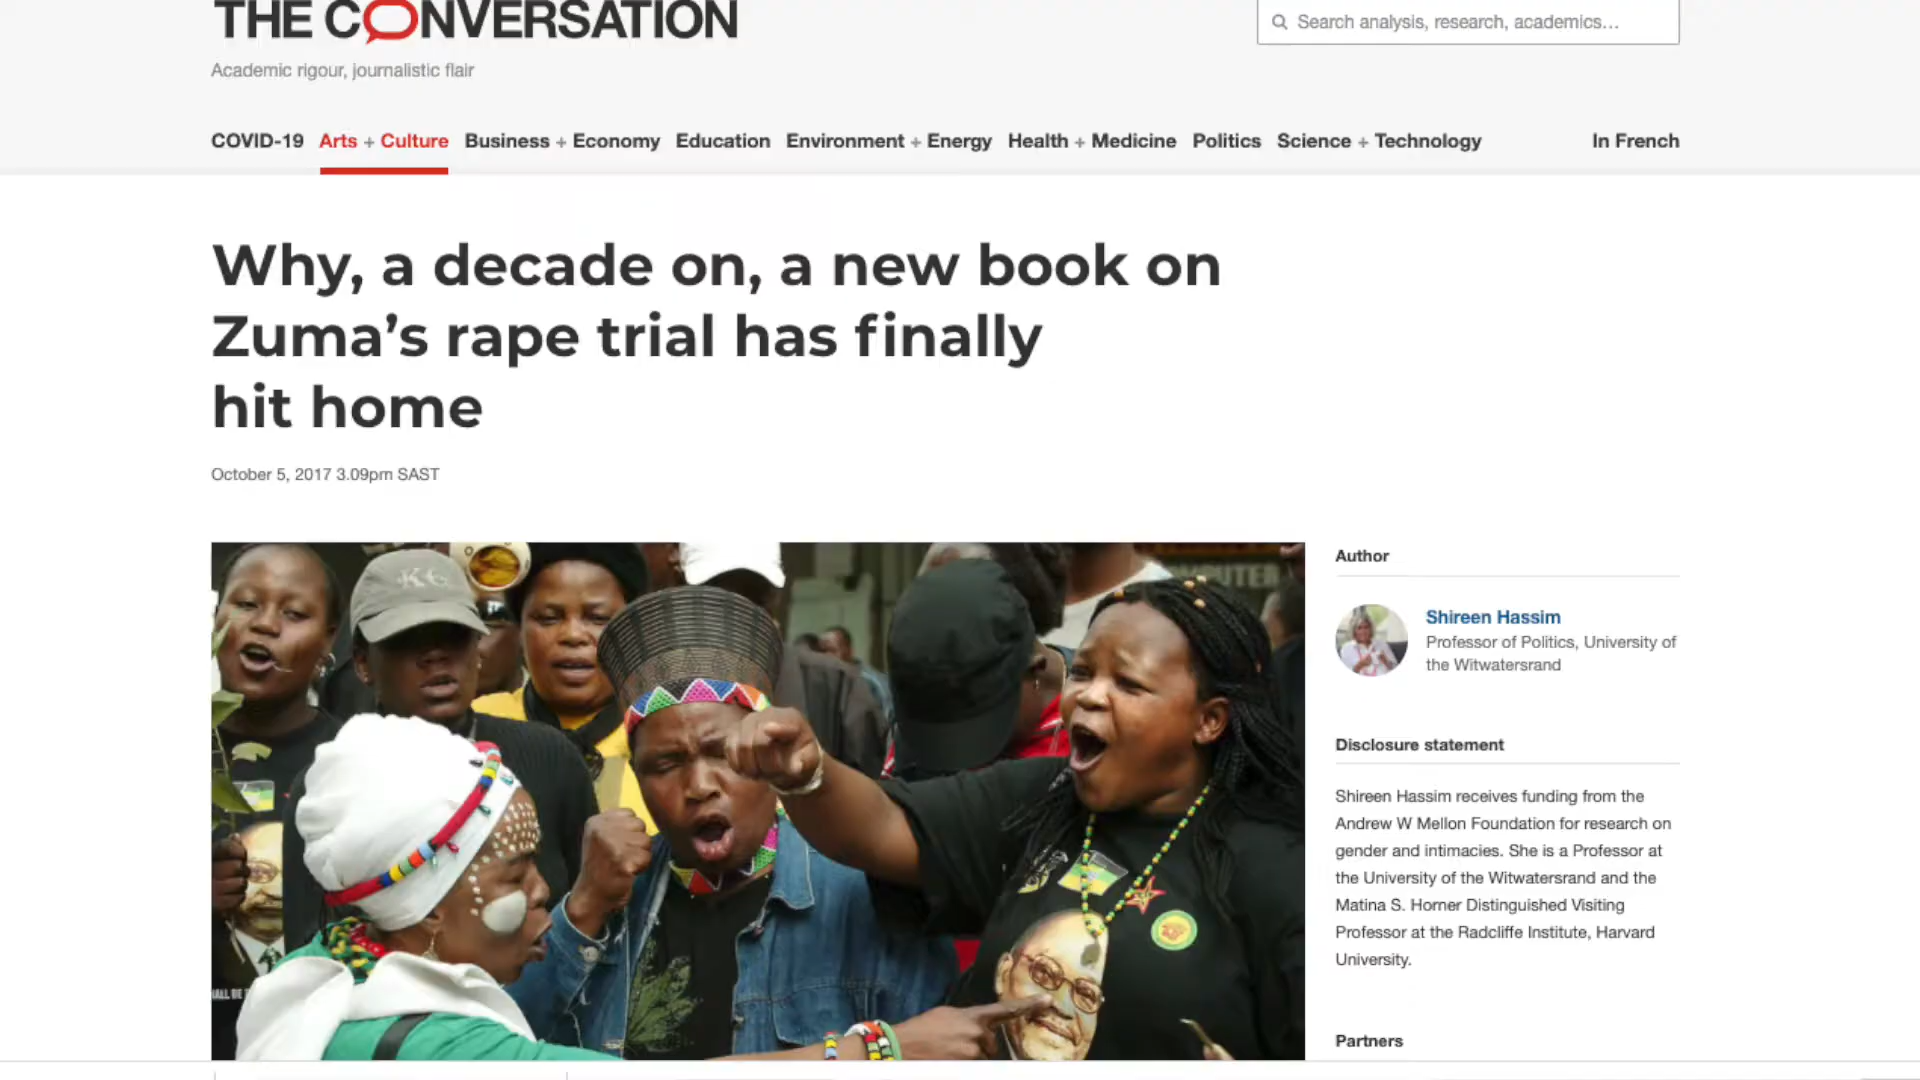 THE CONVERSATION
Search analysis, research, academics...
Academic rigour, journalistic flair
COVID-19 Arts + Culture Business + Economy Education Environment + Energy Health + Medicine Politics Science + Technology In French
Why, a decade on, a new book on
Zuma’s rape trial has finally
hit home
October 5, 2017 3.09pm SAST
KG
Author
Shireen Hassim
Professor of Politics, University of
the Witwatersrand
Disclosure statement
Shireen Hassim receives funding from the
Andrew W Mellon Foundation for research on
gender and intimacies. She is a Professor at
the University of the Witwatersrand and the
Matina S. Horner Distinguished Visiting
Professor at the Radcliffe Institute, Harvard
University.
Partners